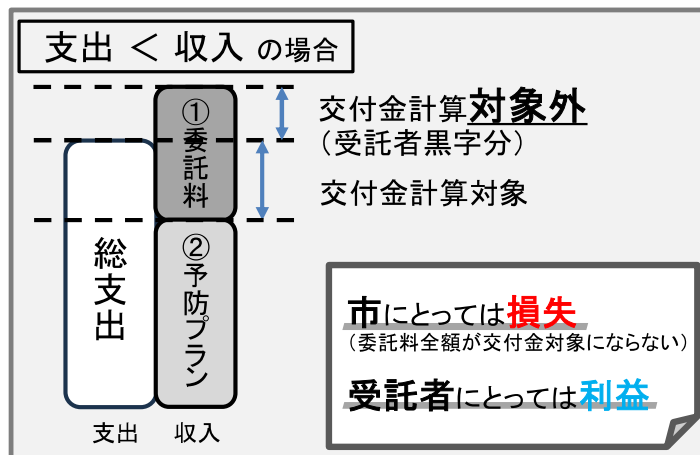 支出 < 収入 の場合
①委託料
交付金計算対象外
（受託者黒字分）
交付金計算対象
総支出
②予防プラン
市にとっては損失
（委託料全額が交付金対象にならない）
受託者にとっては利益
支出 収入